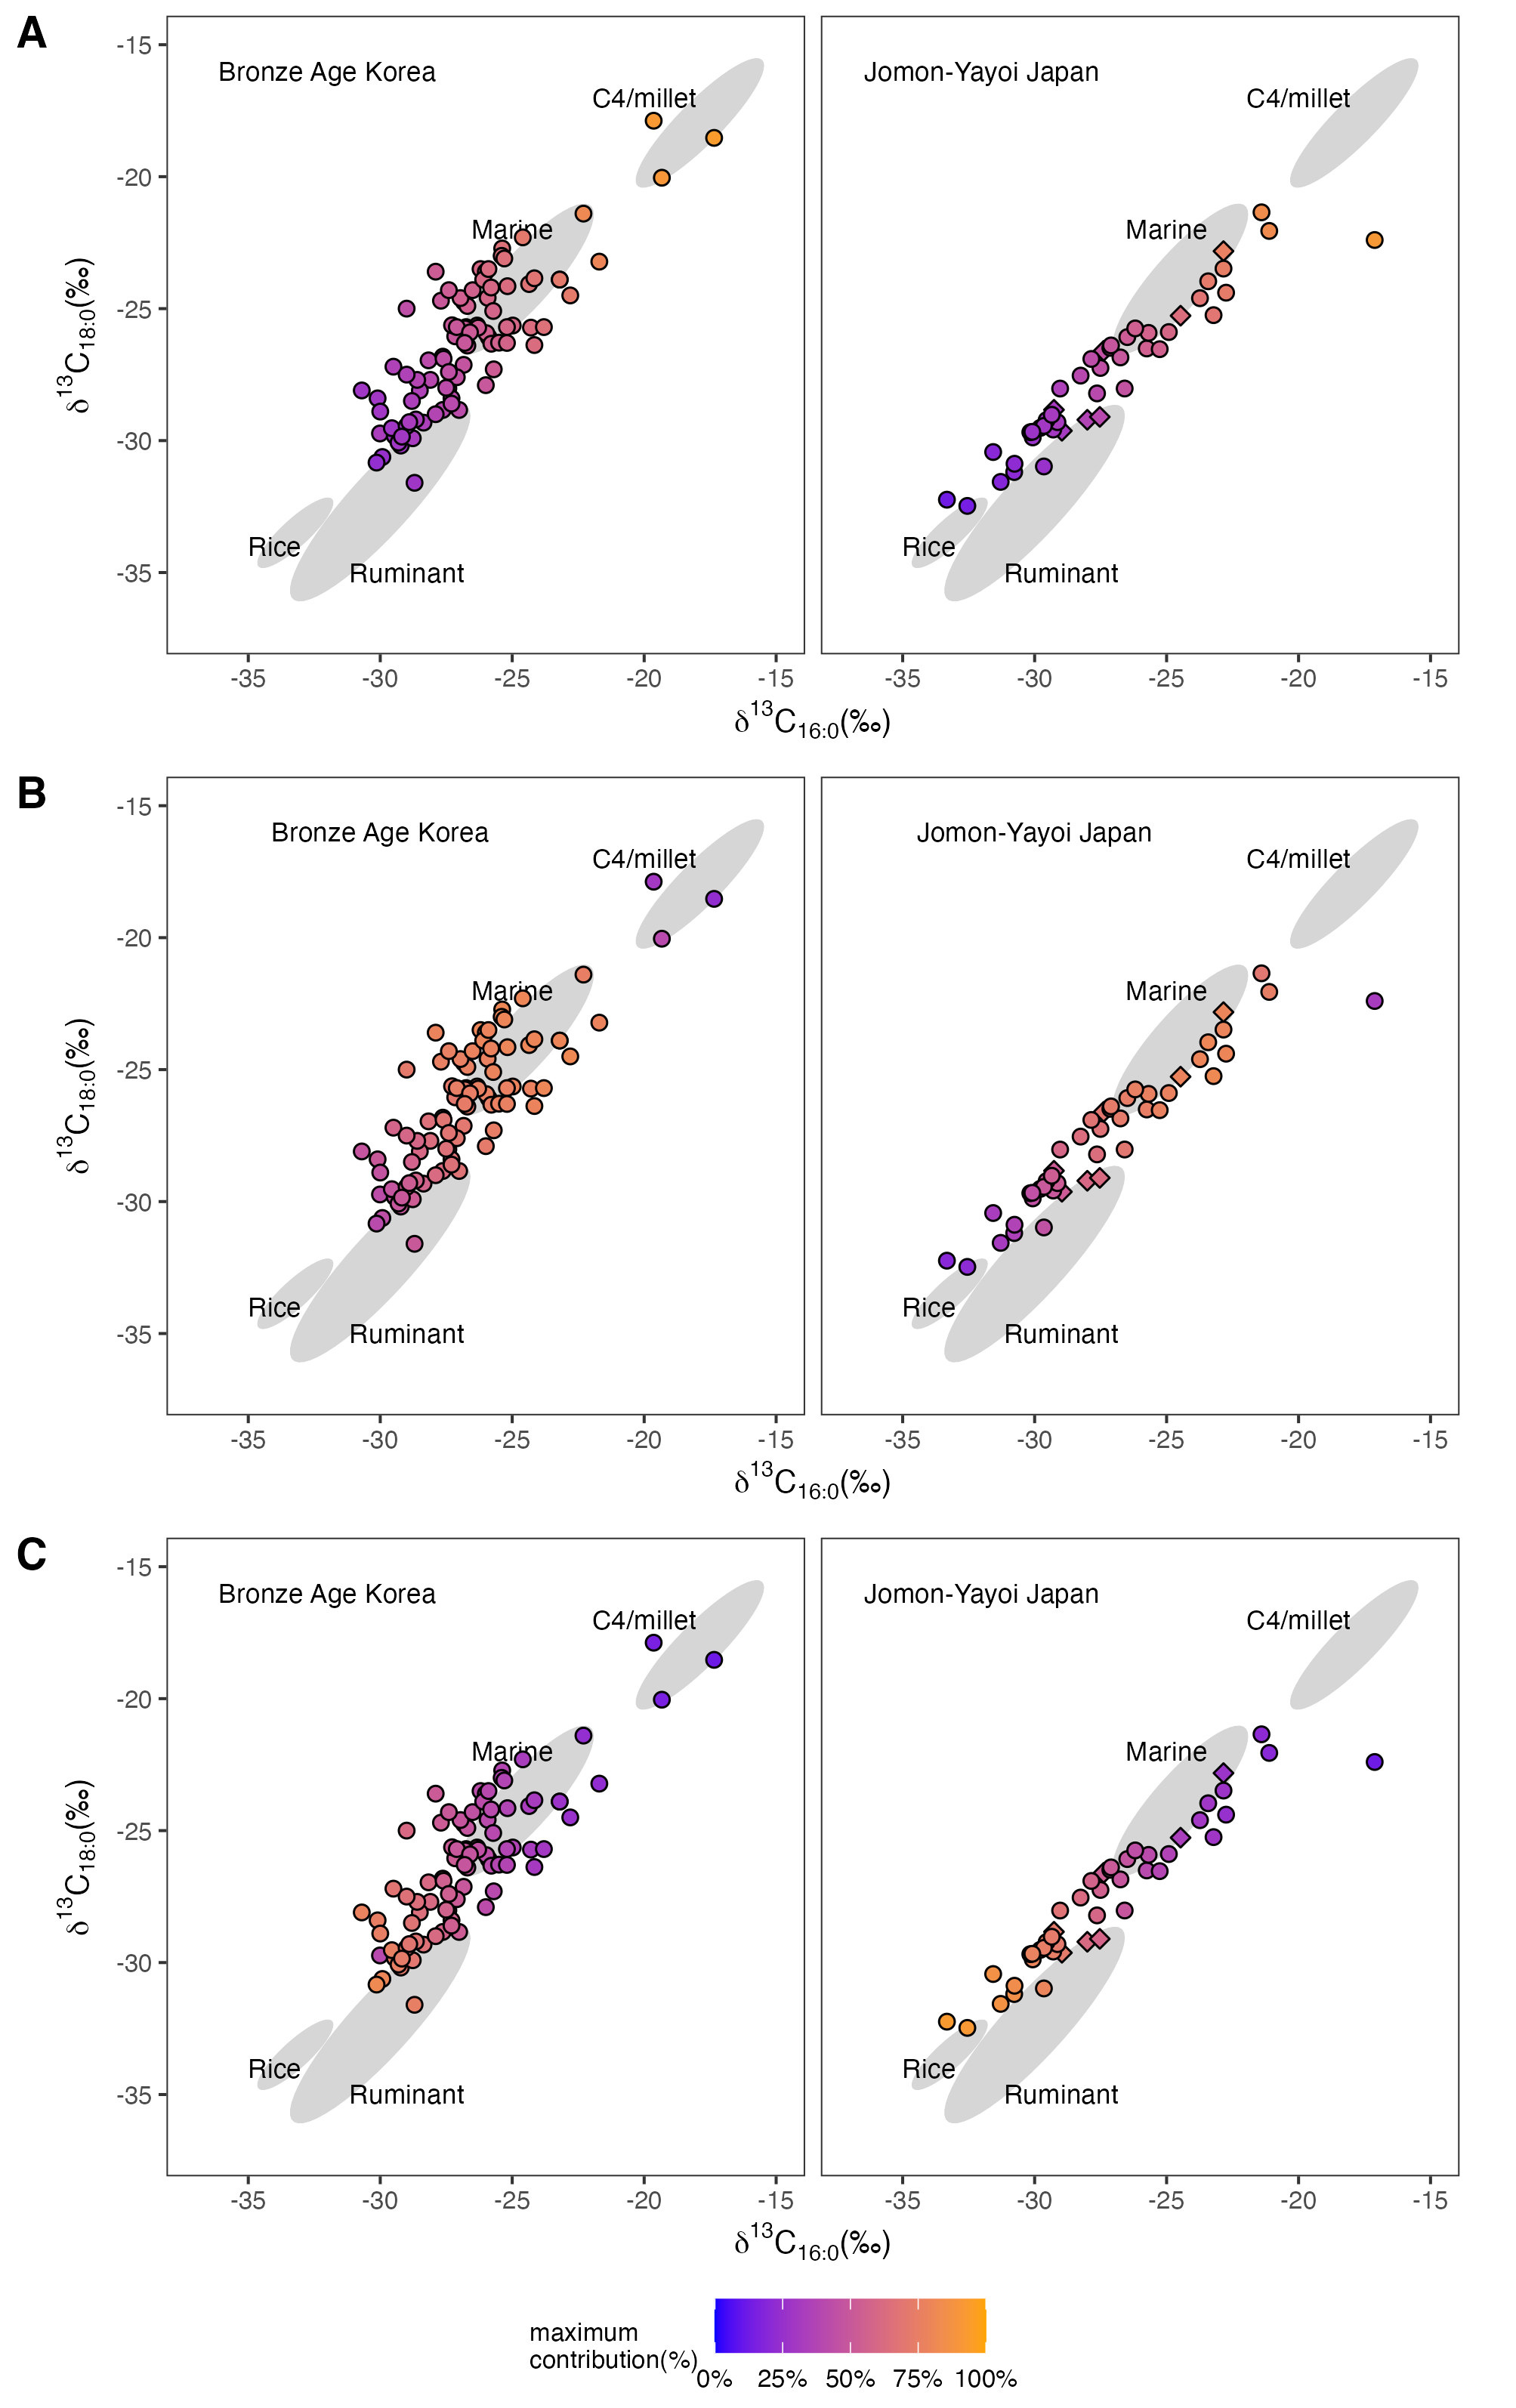 A
Bronze Age Korea
Jomon-Yayoi Japan
C4/millet
C4/millet
Marine
Marine
Rice
Rice
Ruminant
Ruminant
-15
-20
-25
-30
-35
δ13C18:0(‰)
-35 -30 -25 -20 -15
-35 -30 -25 -20 -15
δ13C16:0(‰)
B
Bronze Age Korea
Jomon-Yayoi Japan
C4/millet
C4/millet
Marine
Marine
Rice
Rice
Ruminant
Ruminant
-15
-20
-25
-30
-35
δ13C18:0(‰)
-35 -30 -25 -20 -15
-35 -30 -25 -20 -15
δ13C16:0(‰)
C
Bronze Age Korea
Jomon-Yayoi Japan
C4/millet
C4/millet
Marine
Marine
Rice
Rice
Ruminant
Ruminant
-15
-20
-25
-30
-35
δ13C18:0(‰)
-35 -30 -25 -20 -15
-35 -30 -25 -20 -15
δ13C16:0(‰)
maximum
contribution(%)
0% 25% 50% 75% 100%